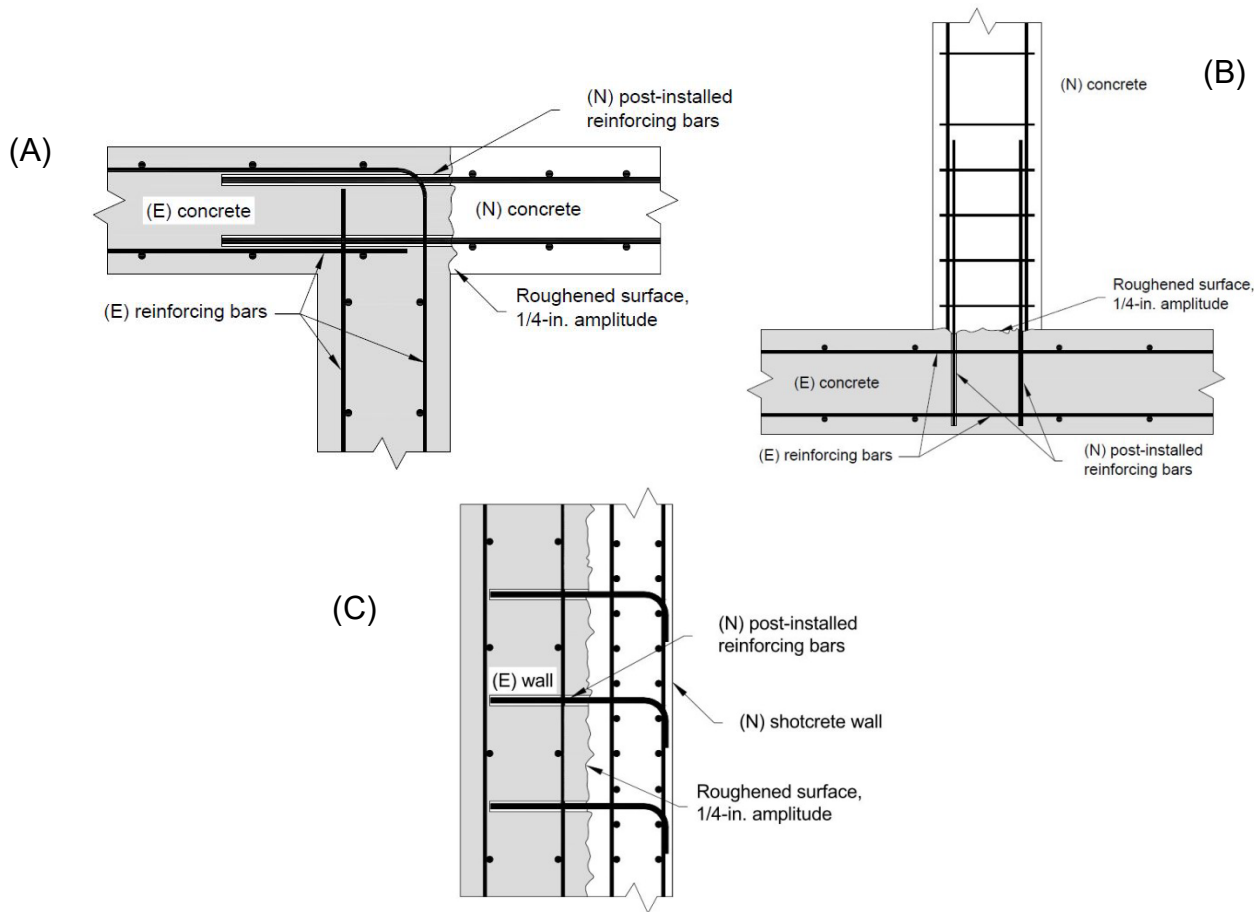 (A)
(N) post-installed
reinforcing bars
(E) concrete
(N) concrete
(E) reinforcing bars
Roughened surface,
1/4-in. amplitude
(B)
(N) concrete
Roughened surface,
1/4-in. amplitude
(E) concrete
(E) reinforcing bars
(N) post-installed
reinforcing bars
(C)
(N) post-installed
reinforcing bars
(E) wall
(N) shotcrete wall
Roughened surface,
1/4-in. amplitude